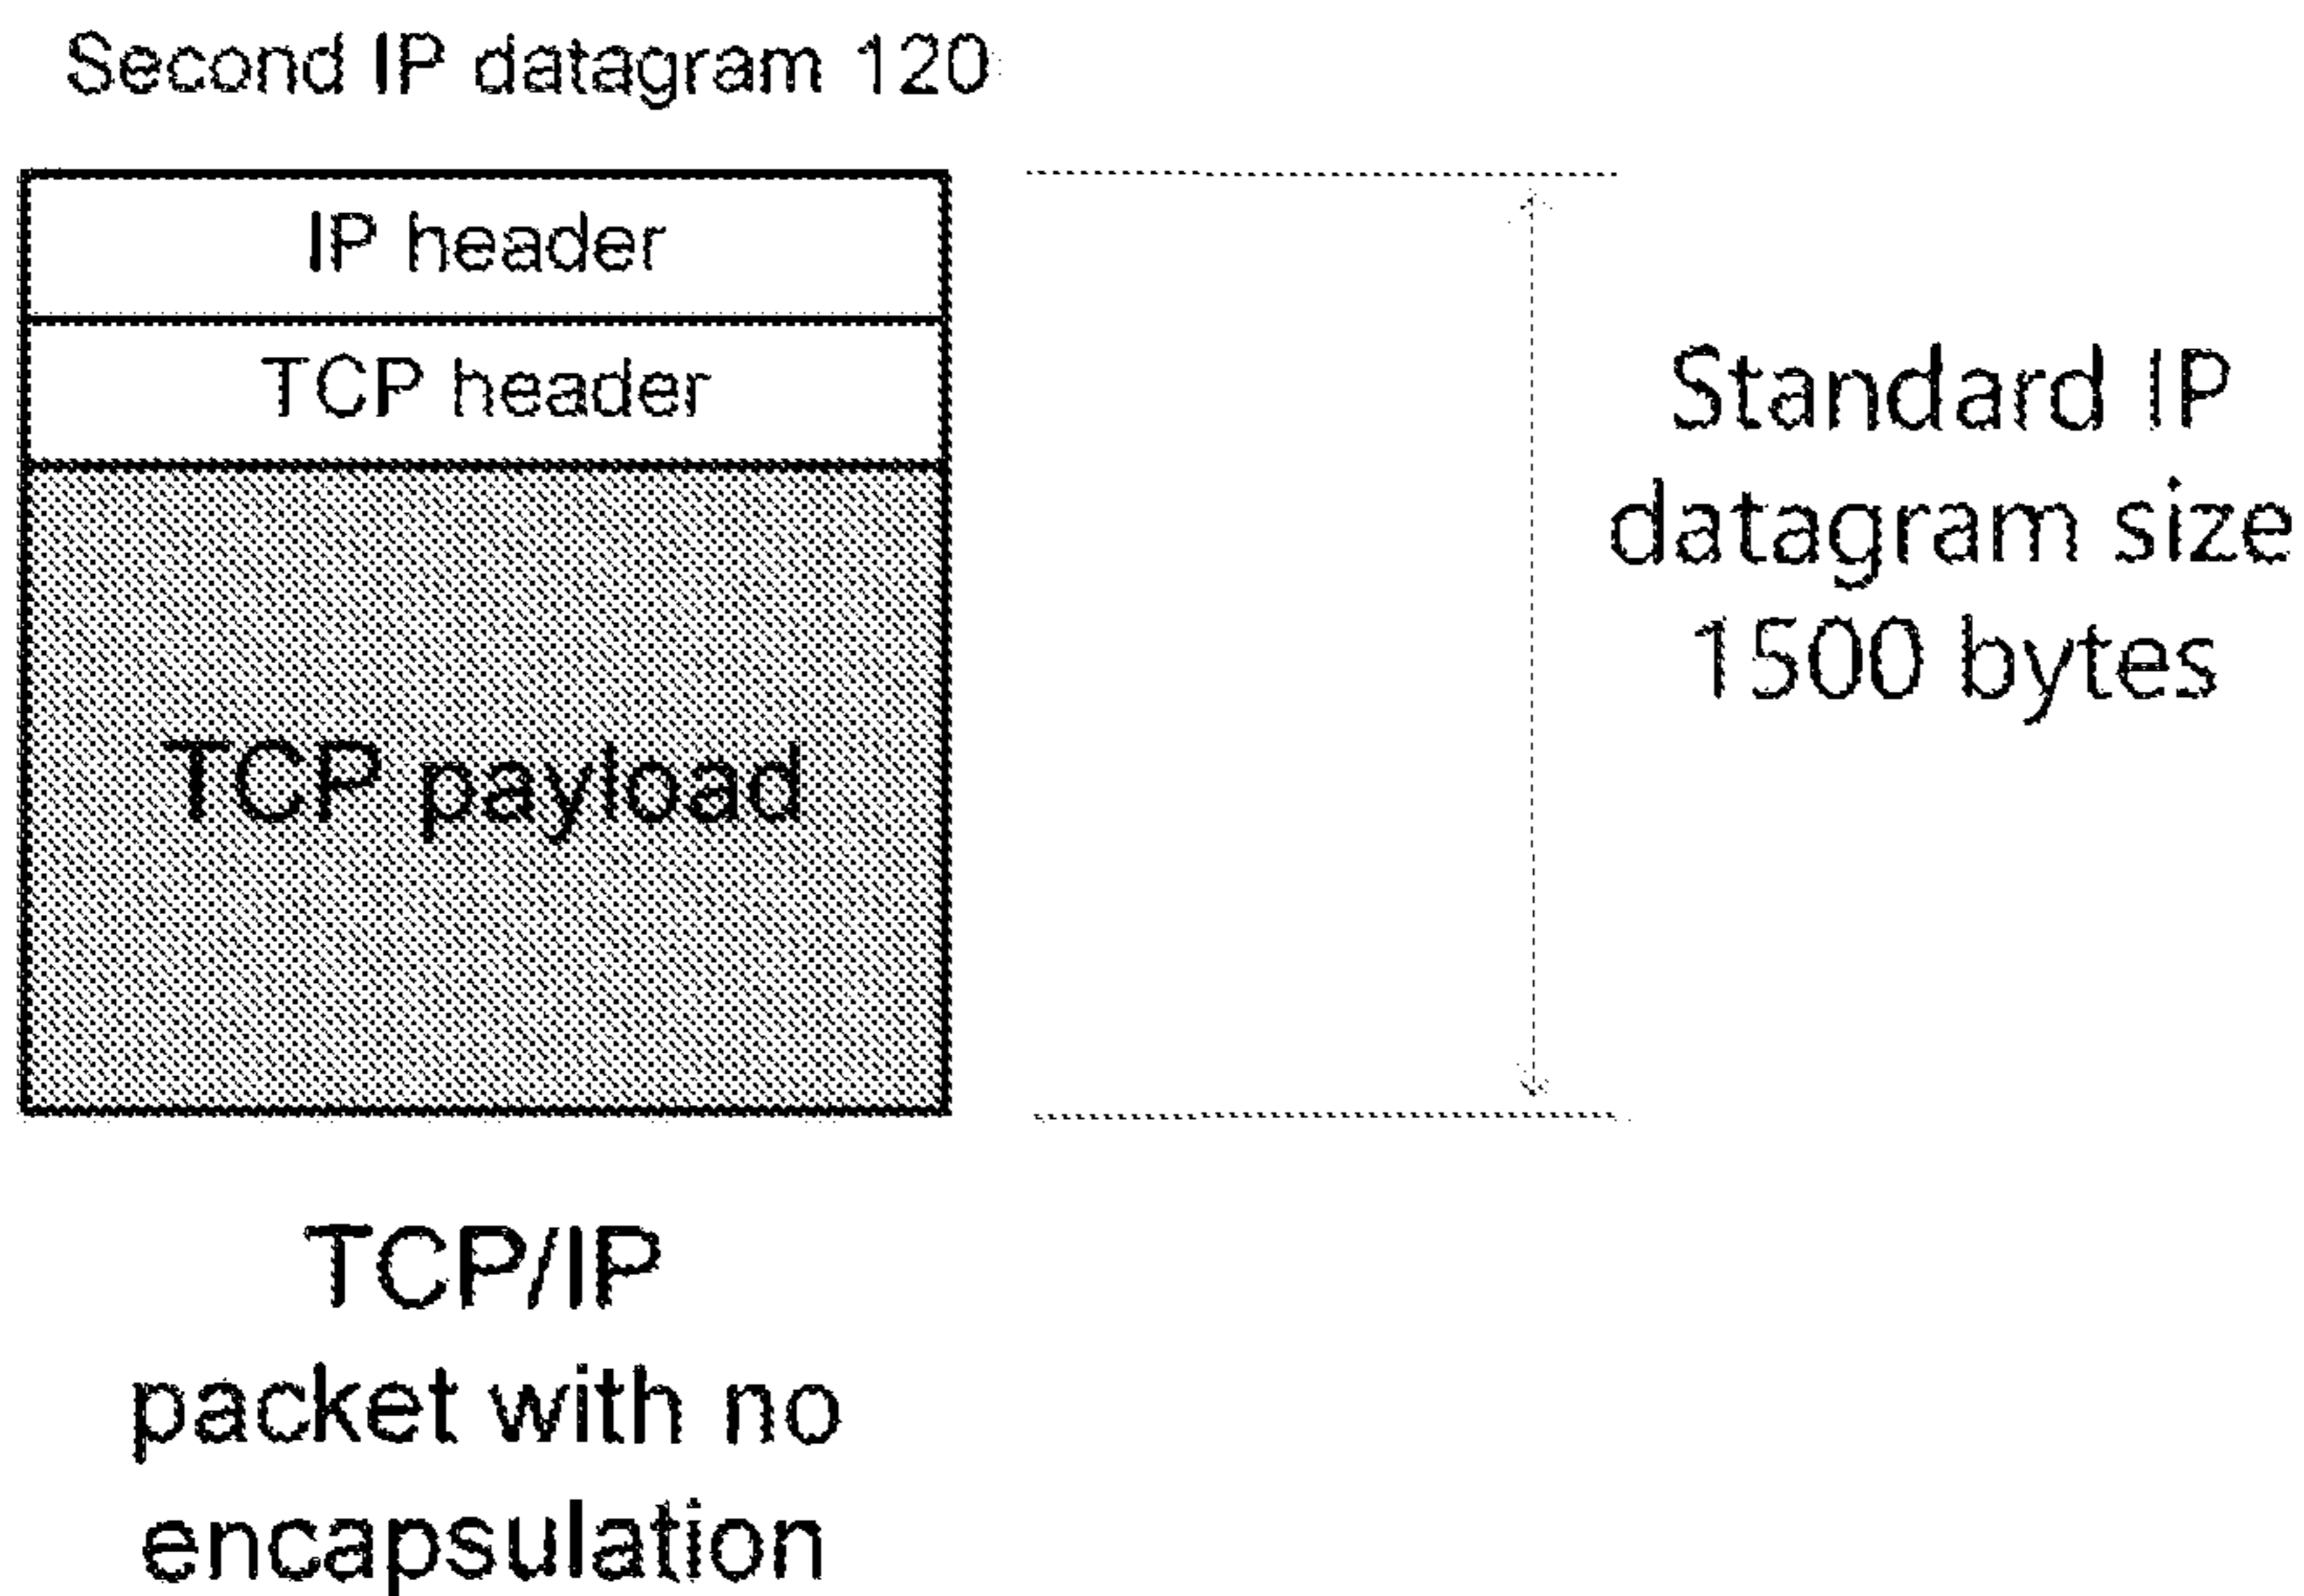 Second IP datagram 120
IP header
TCP header
TCP payload
Standard IP
datagram size
1500 bytes
TCP/IP
packet with no
encapsulation